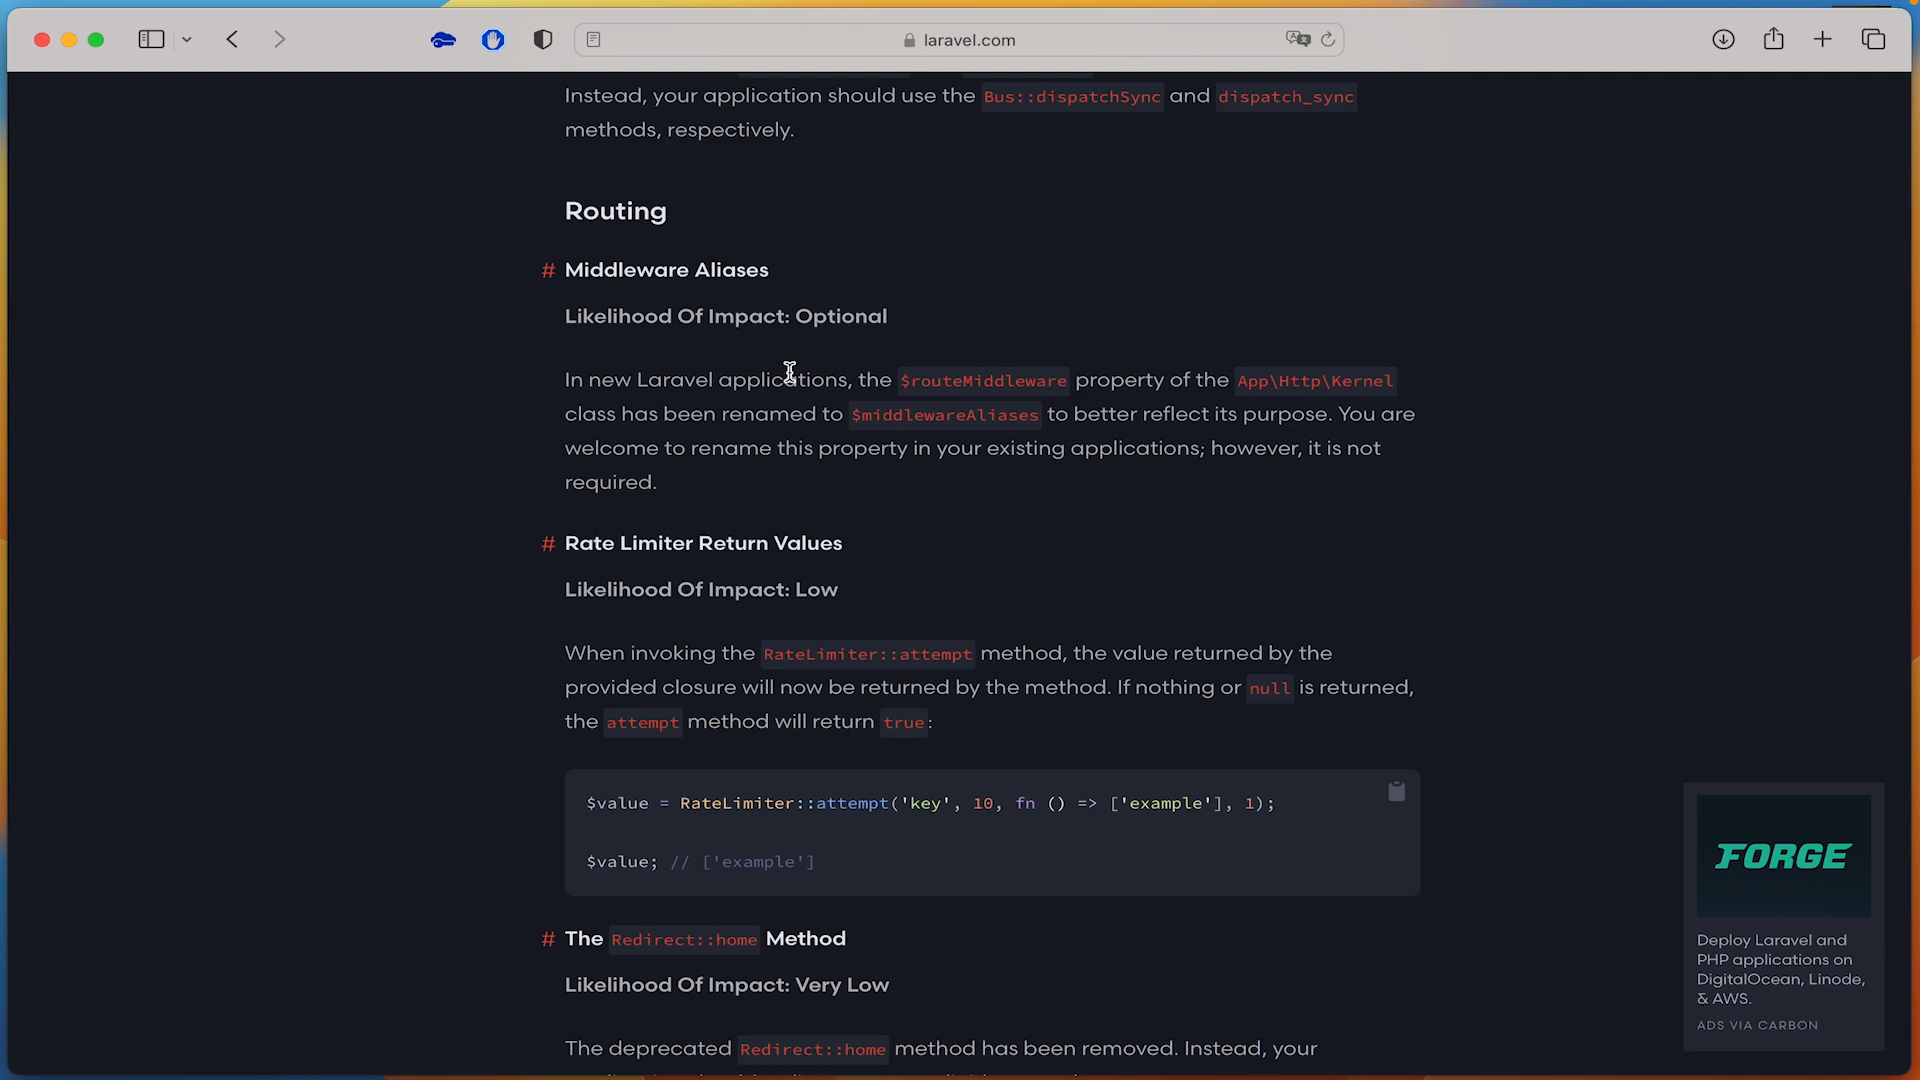 laravel.com
Instead, your application should use the Bus::dispatchSync and dispatch_sync
methods, respectively.
Routing
# Middleware Aliases
Likelihood Of Impact: Optional
In new Laravel applications, the $routeMiddleware property of the App\Http\Kernel
class has been renamed to $middlewareAliases to better reflect its purpose. You are
welcome to rename this property in your existing applications; however, it is not
required.
# Rate Limiter Return Values
Likelihood Of Impact: Low
When invoking the RateLimiter::attempt method, the value returned by the
provided closure will now be returned by the method. If nothing or null is returned,
the attempt method will return true:
$value = RateLimiter::attempt('key', 10, fn () => ['example'], 1);
$value; // ['example']
# The Redirect::home Method
Likelihood Of Impact: Very Low
The deprecated Redirect::home method has been removed. Instead, your
FORGE
Deploy Laravel and
PHP applications on
DigitalOcean, Linode,
& AWS.
ADS VIA CARBON